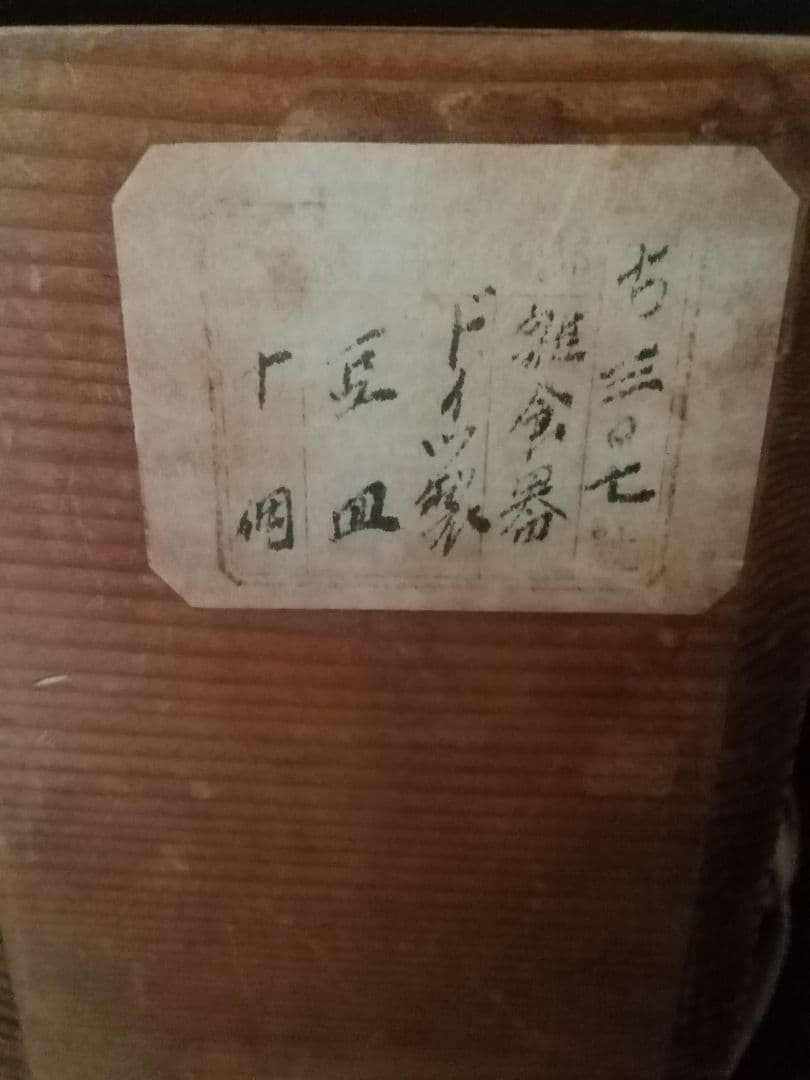 ち三〇七
雑食器
ドイツ製
豆皿
十個